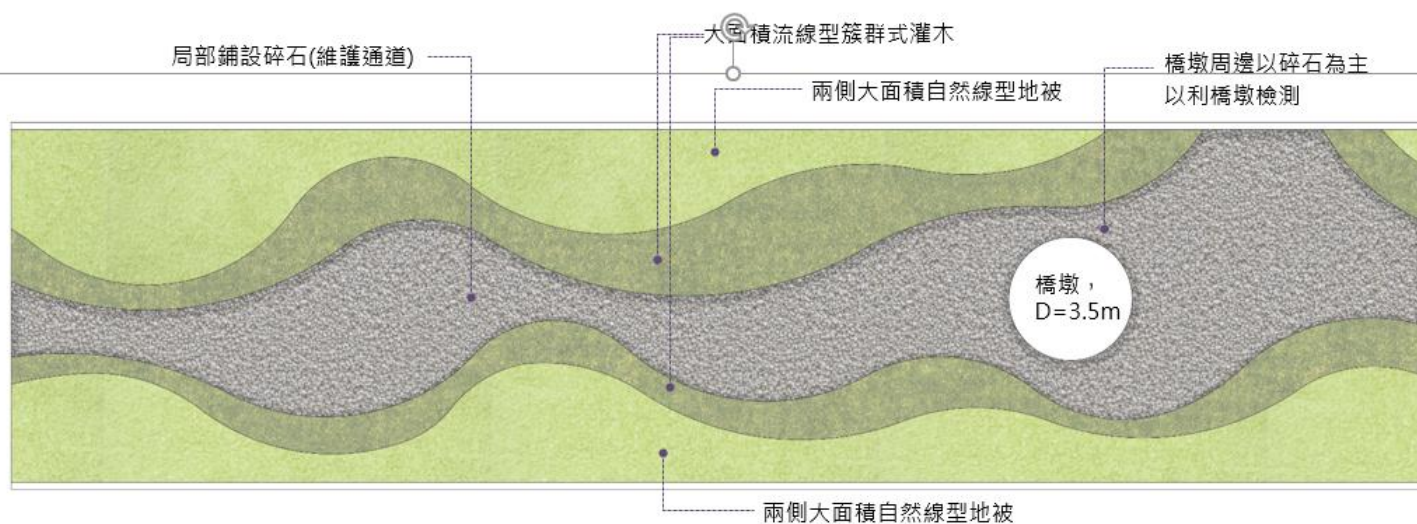 大面積流線型簇群式灌木
局部鋪設碎石(維護通道)
橋墩周邊以碎石為主
以利橋墩檢測
兩側大面積自然線型地被
橋墩，
D=3.5m
兩側大面積自然線型地被